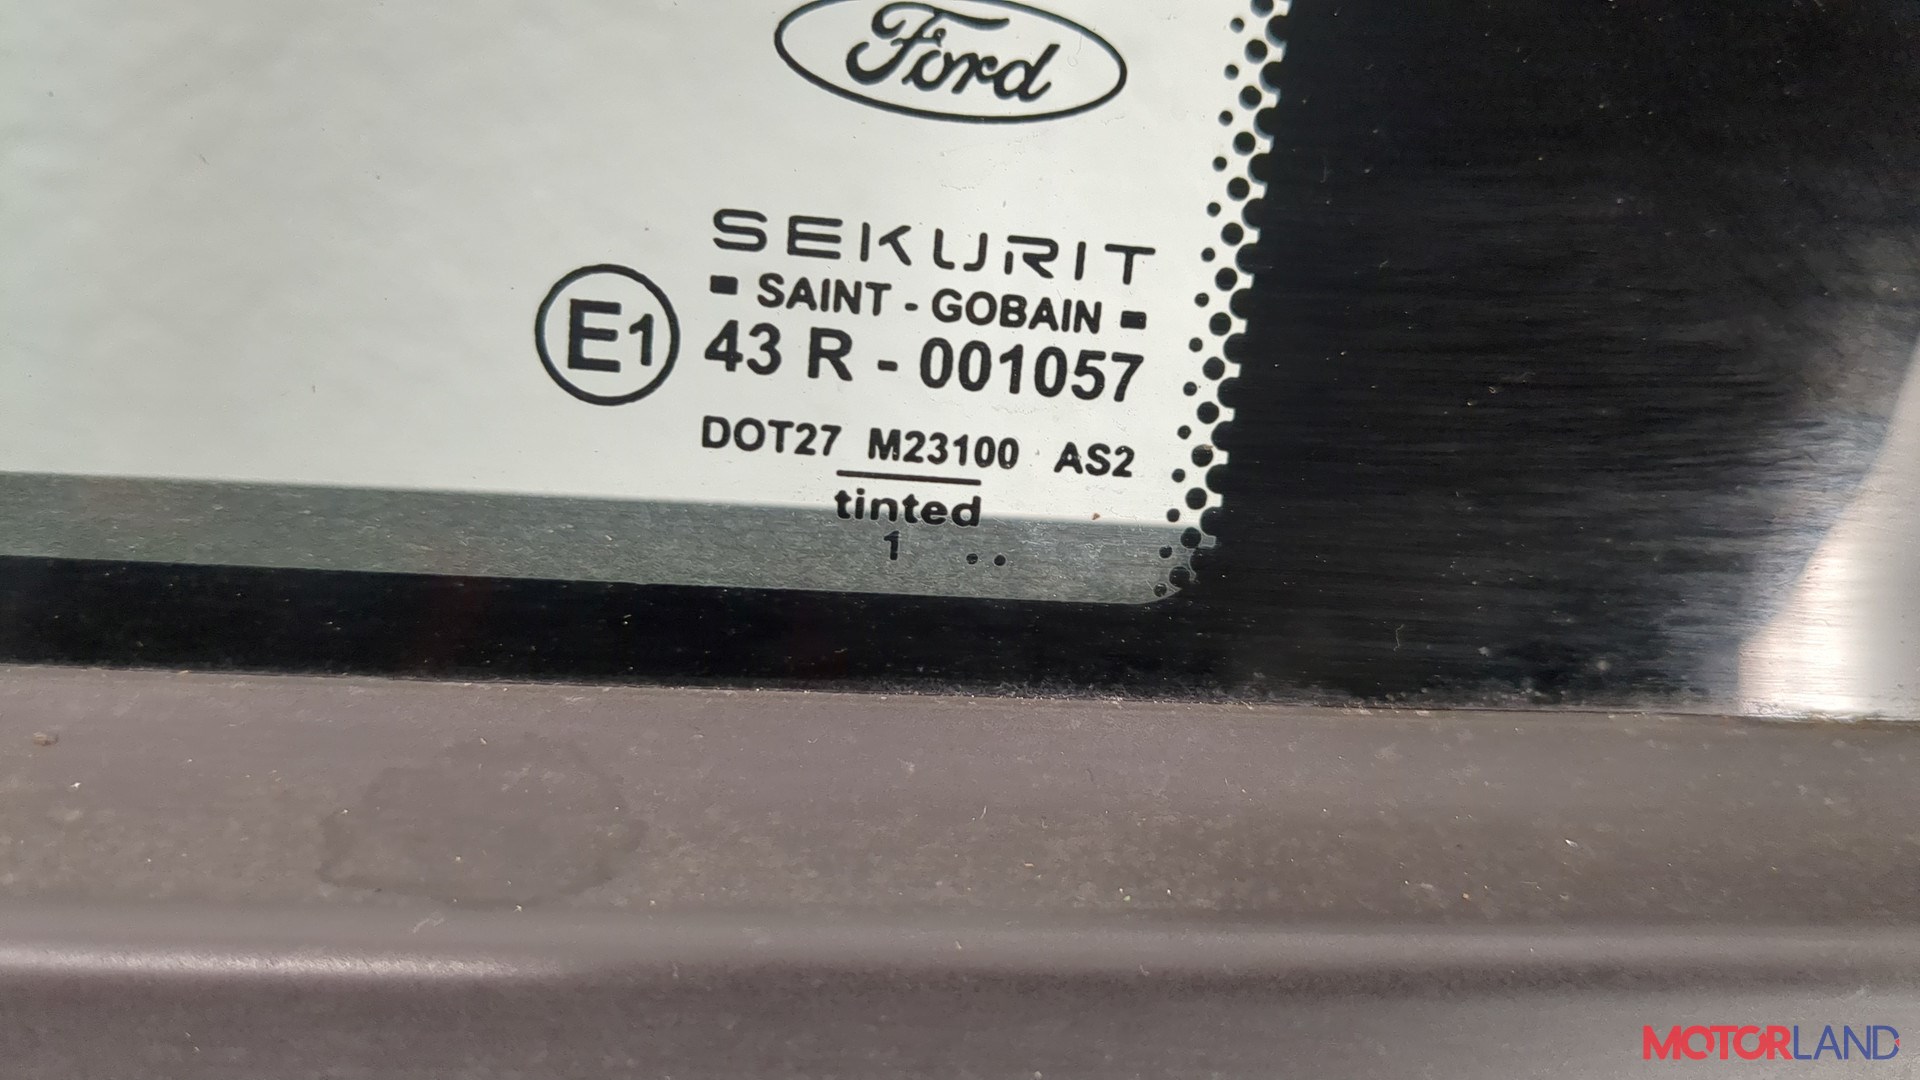 Ford
SEKURIT
SAINT - GOBAIN
E1 43 R - 001057
DOT27 M23100 AS2
tinted
1 ..
MOTORLAND